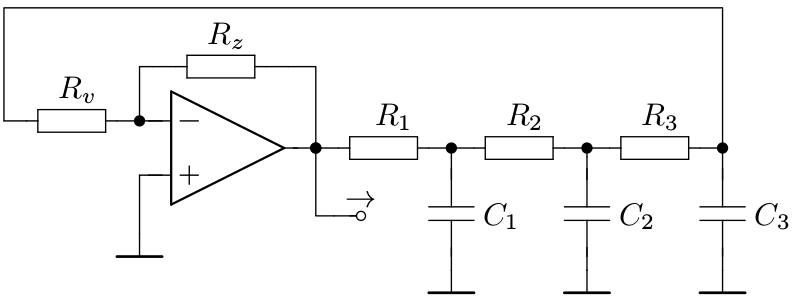 R_z
R_v
R_1 R_2 R_3
−
+
→
C_1 C_2 C_3